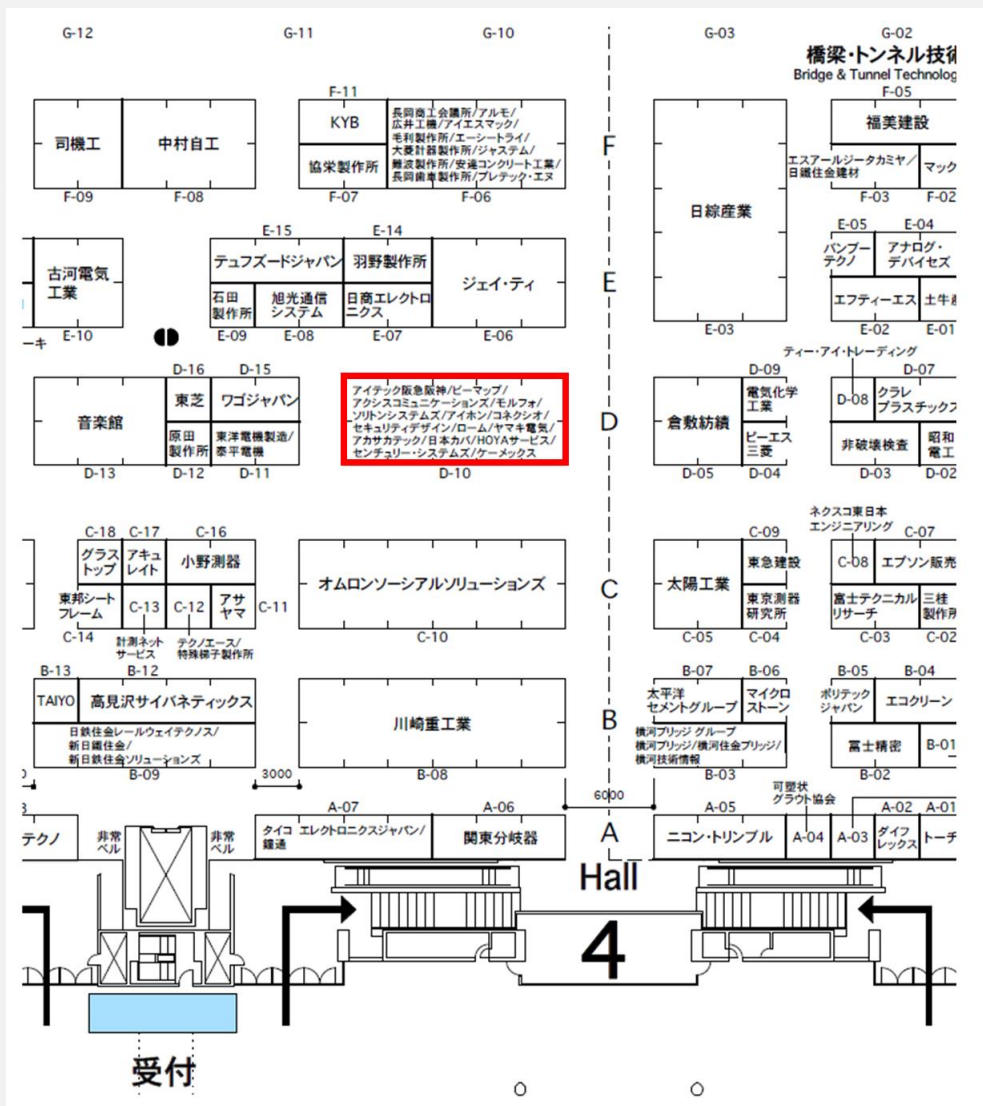 G-12
G-11
G-10
G-03
G-02
橋梁・トンネル技術
Bridge & Tunnel Technolog
F-11
F-05
司機工
中村自工
KYB
協栄製作所
長岡商工会議所/アルモ/
広井工機/アイエスマック/
毛利製作所/エーシートライ/
大菱計器製作所/ジャステム/
難波製作所/安達コンクリート工業/
長岡歯車製作所/プレテック・エヌ
F
福美建設
エスアールジータカミヤ/
日鐵住金建材
マック
F-09
F-08
F-07
F-06
F-03
F-02
日綜産業
E-15
E-14
E-05
E-04
古河電気
工業
テュフズードジャパン
羽野製作所
ジェイ・ティ
E
バンブー
テクノ
アナログ・
デバイセズ
石田
製作所
旭光通信
システム
日商エレクトロ
ニクス
エフティーエス
土牛産
E-10
E-09
E-08
E-07
E-06
E-03
E-02
E-01
ーキ
ティー・アイ・トレーディング
D-16
D-15
D-09
D-07
音楽館
東芝
ワゴジャパン
原田
製作所
東洋電機製造/
泰平電機
アイテック阪急阪神/ビーマップ/
アクシスコミュニケーションズ/モルフォ/
ソリトンシステムズ/アイホン/コネクシオ/
セキュリティデザイン/ローム/ヤマキ電気/
アカサカテック/日本カバ/HOYAサービス/
センチュリー・システムズ/ケーメックス
D
倉敷紡績
電気化学
工業
ピーエス
三菱
D-08
クラレ
プラスチックス
非破壊検査
昭和
電工
D-13
D-12
D-11
D-10
D-05
D-04
D-03
D-02
ネクスコ東日本
エンジニアリング
C-18
C-17
C-16
C-09
C-07
グラス
トップ
アキュ
レイト
小野測器
オムロンソーシアルソリューションズ
C
太陽工業
東急建設
C-08
エプソン販売
東邦シート
フレーム
C-13
C-12
アサ
ヤマ
C-11
東京測器
研究所
富士テクニカル
リサーチ
三桂
製作所
C-14
計測ネット
サービス
テクノエース/
特殊梯子製作所
C-10
C-05
C-04
C-03
C-02
B-13
B-12
B-07
B-06
B-05
B-04
TAIYO
高見沢サイバネティックス
川崎重工業
B
太平洋
セメントグループ
マイクロ
ストーン
ポリテック
ジャパン
エコクリーン
日鉄住金レールウェイテクノス/
新日鐵住金/
新日鉄住金ソリューションズ
横河ブリッジ グループ
横河ブリッジ/横河住金ブリッジ/
横河技術情報
富士精密
B-01
B-09
B-08
B-03
B-02
3000
6000
可塑状
グラウト協会
A-07
A-06
A-05
A-02
A-01
テクノ
非常
ベル
非常
ベル
タイコ エレクトロニクスジャパン/
鐘通
関東分岐器
A
ニコン・トリンブル
A-04
A-03
ダイフ
レックス
トーチ
Hall
4
受付